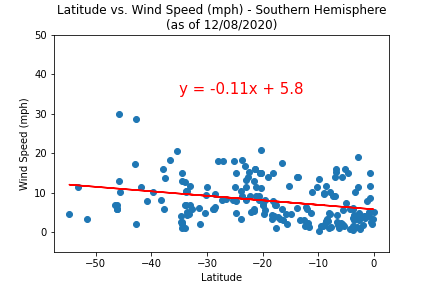 Latitude vs. Wind Speed (mph) - Southern Hemisphere
(as of 12/08/2020)
50
40
30
20
10
0
Wind Speed (mph)
y = -0.11x + 5.8
−50 −40 −30 −20 −10 0
Latitude